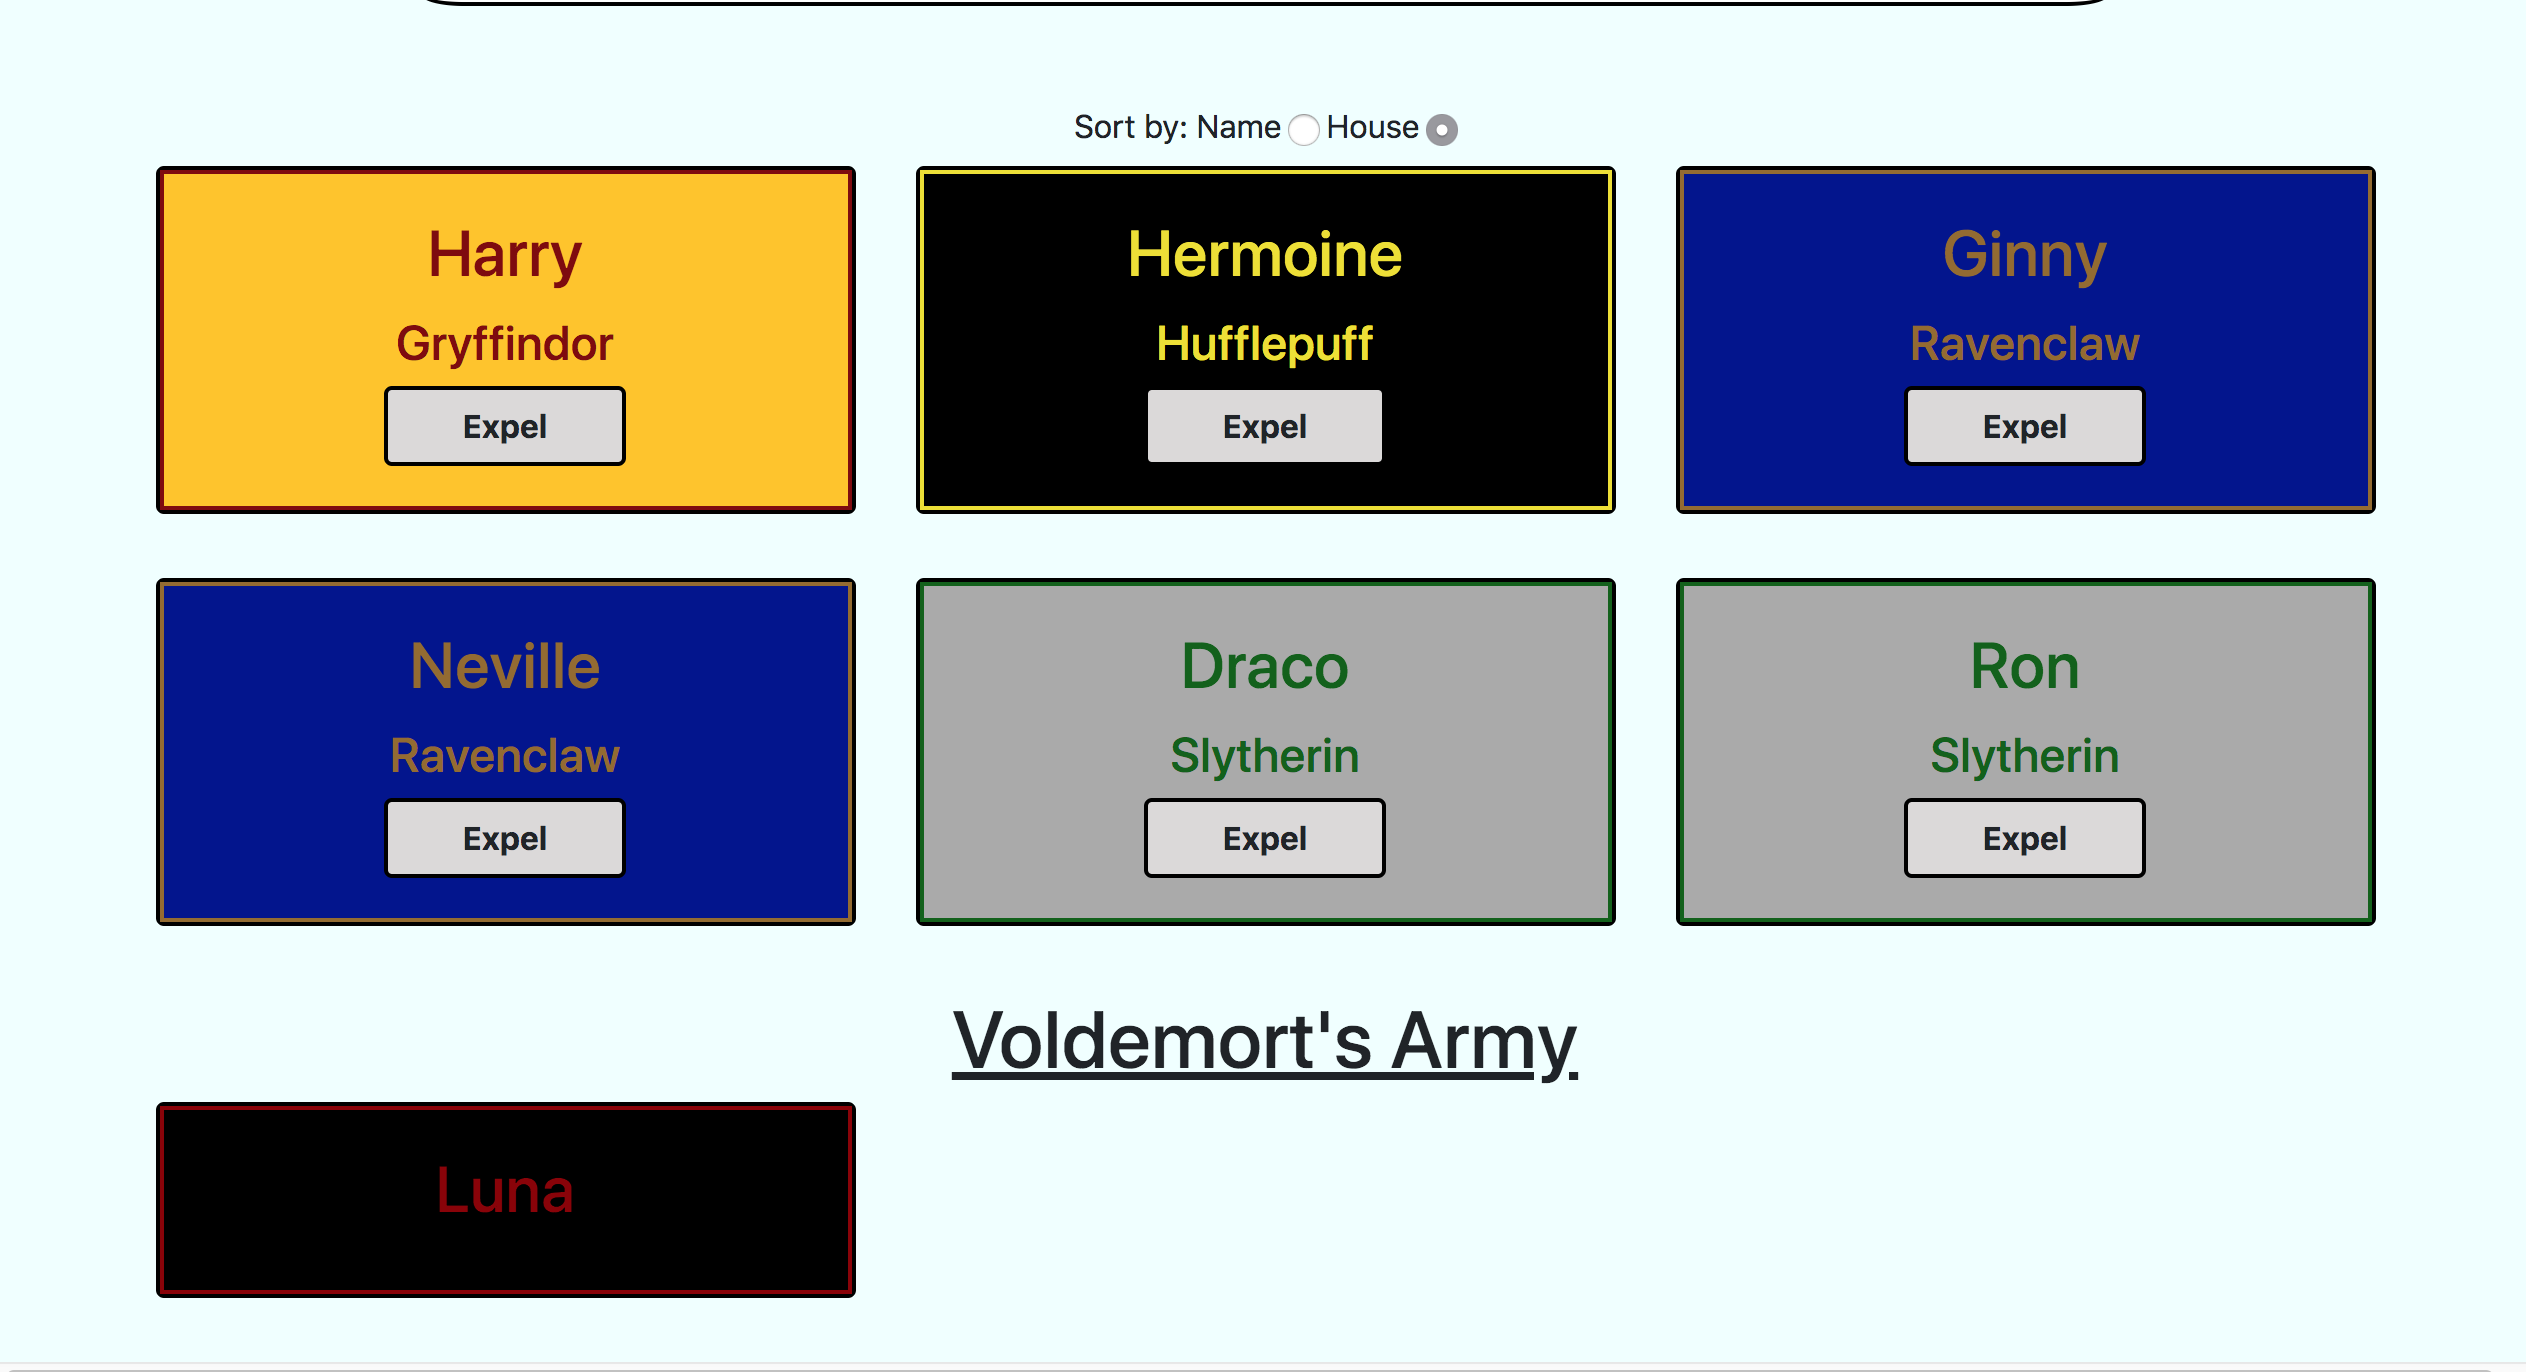 Sort by: Name House
Harry
Gryffindor
Expel
Hermoine
Hufflepuff
Expel
Ginny
Ravenclaw
Expel
Neville
Ravenclaw
Expel
Draco
Slytherin
Expel
Ron
Slytherin
Expel
Voldemort's Army
Luna